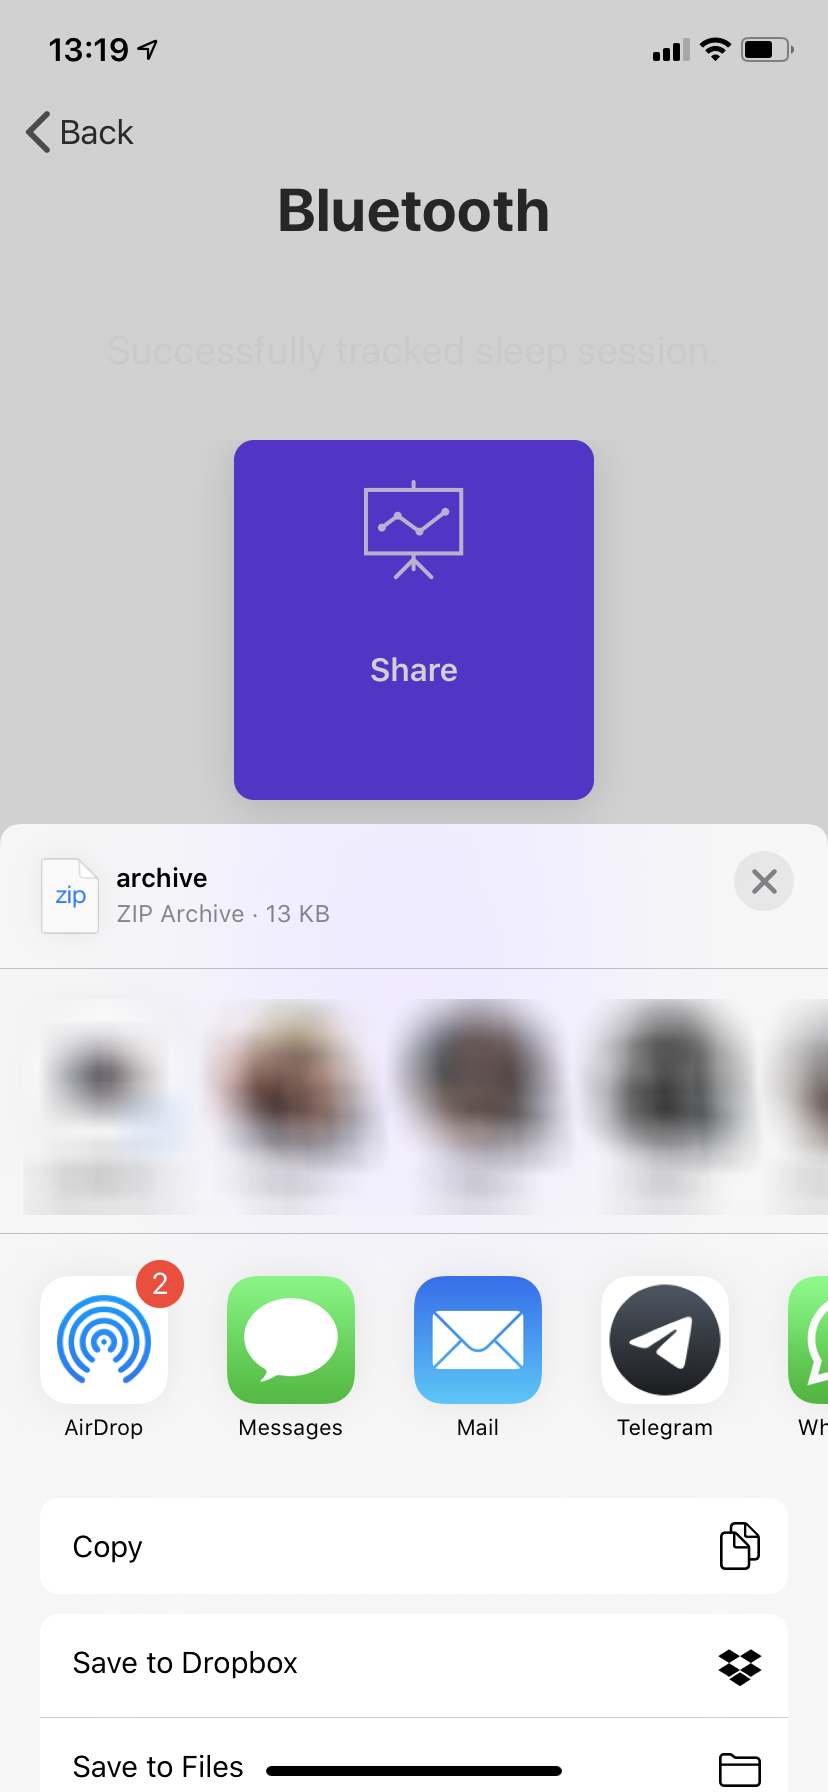 13:19
Back
Bluetooth
Successfully tracked sleep session.
Share
zip
archive
ZIP Archive · 13 KB
2
AirDrop
Messages
Mail
Telegram
Wh
Copy
Save to Dropbox
Save to Files